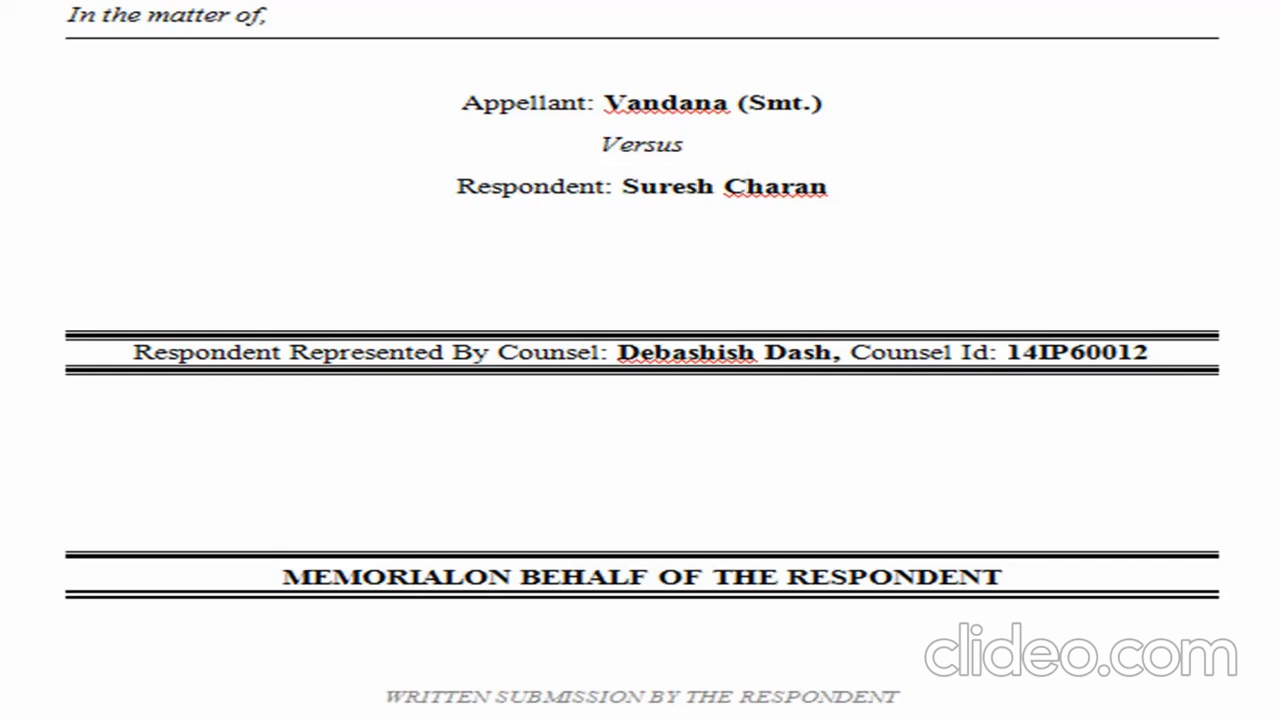 In the matter of,
Appellant: Vandana (Smt.)
Versus
Respondent: Suresh Charan
Respondent Represented By Counsel: Debashish Dash, Counsel Id: 14IP60012
MEMORIALON BEHALF OF THE RESPONDENT
clideo.com
WRITTEN SUBMISSION BY THE RESPONDENT